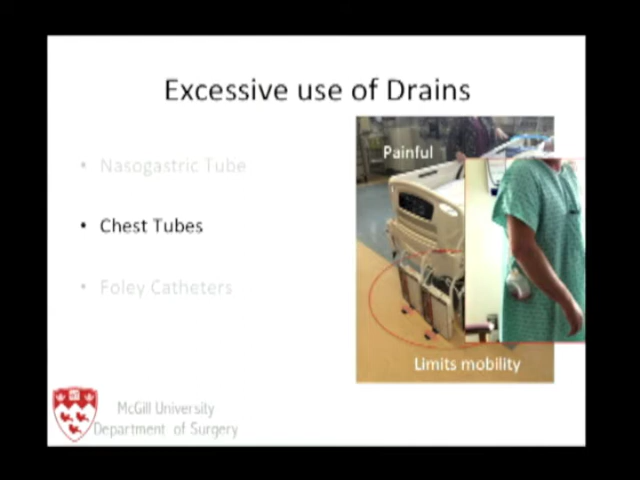 Excessive use of Drains
• Nasogastric Tube
• Chest Tubes
• Foley Catheters
Painful
Limits mobility
McGill University
Department of Surgery